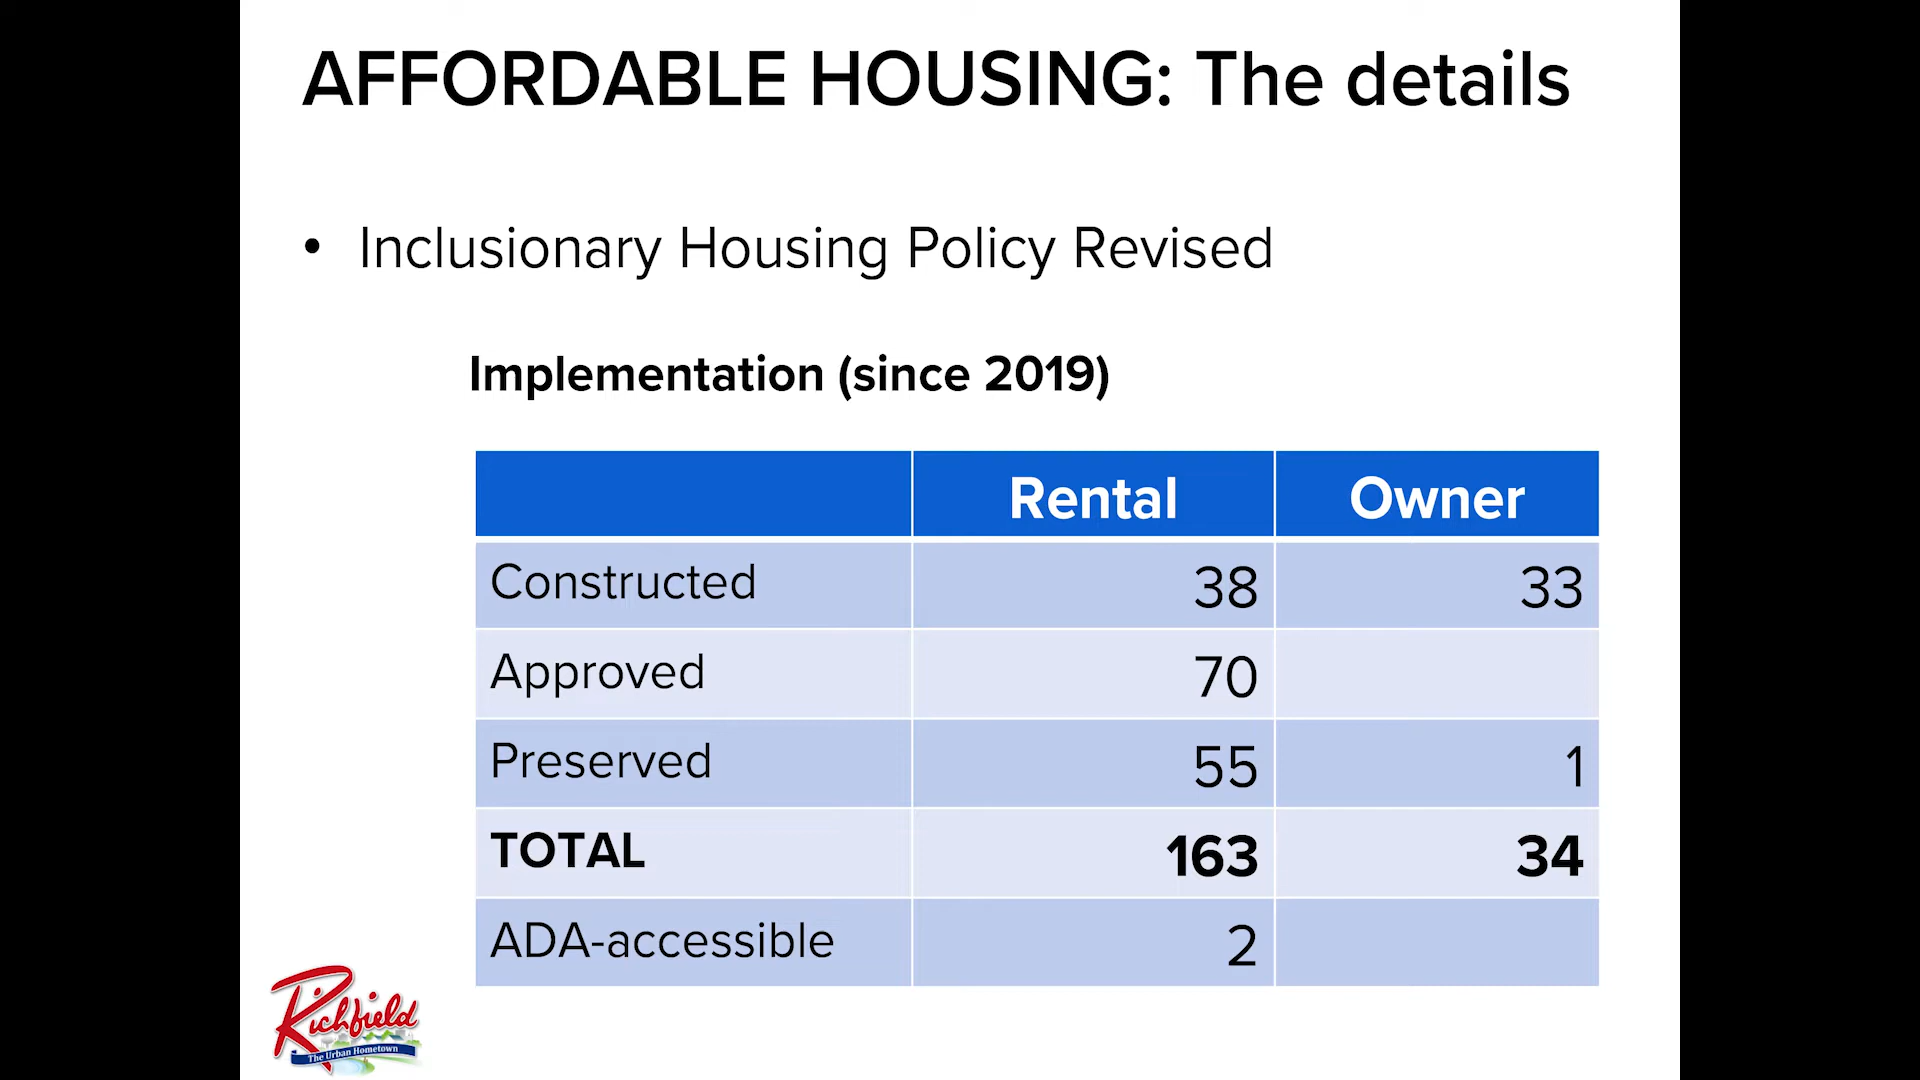 AFFORDABLE HOUSING: The details
• Inclusionary Housing Policy Revised
Implementation (since 2019)
Rental Owner
Constructed 38 33
Approved 70
Preserved 55 1
TOTAL 163 34
ADA-accessible 2
Richfield
The Urban Hometown